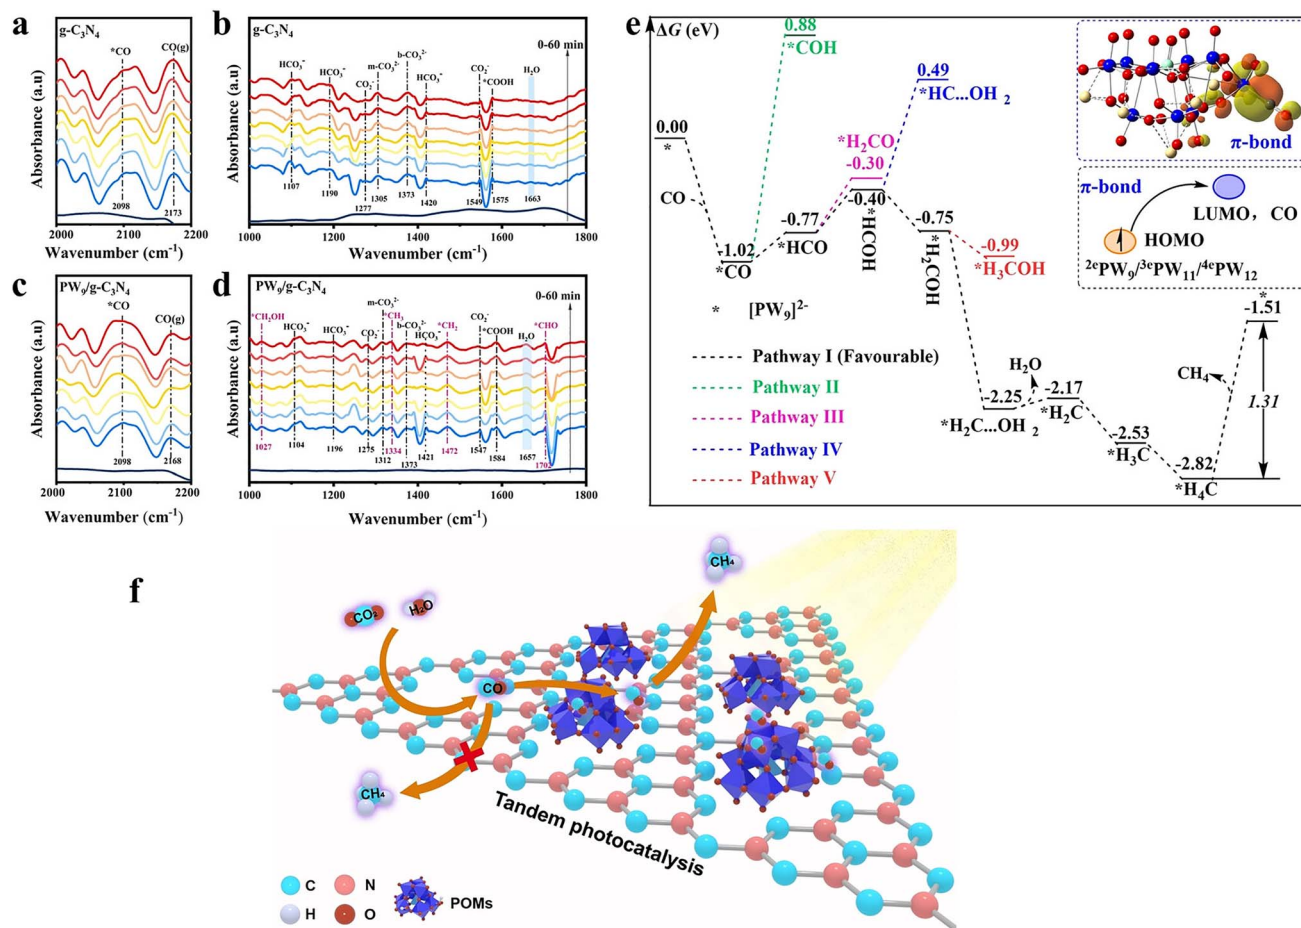 a
g-C₃N₄
*CO
CO(g)
2098
2173
Absorbance (a.u)
2000
2100
2200
Wavenumber (cm⁻¹)
b
g-C₃N₄
0-60 min
HCO₃⁻
HCO₃⁻
CO₂⁻
m-CO₃²⁻
b-CO₃²⁻
HCO₃⁻
CO₂⁻
*COOH
H₂O
1107
1190
1277
1305
1373
1420
1549
1575
1663
Absorbance (a.u)
1000
1200
1400
1600
1800
Wavenumber (cm⁻¹)
c
PW₉/g-C₃N₄
*CO
CO(g)
2098
2168
Absorbance (a.u)
2000
2100
2200
Wavenumber (cm⁻¹)
d
PW₉/g-C₃N₄
0-60 min
*CH₂OH
HCO₃⁻
HCO₃⁻
CO₂⁻
m-CO₃²⁻
*CH₃
b-CO₃²⁻
HCO₃⁻
*CH₂
CO₂⁻
*COOH
H₂O
*CHO
1027
1104
1196
1275
1312
1334
1373
1421
1472
1547
1584
1657
1702
Absorbance (a.u)
1000
1200
1400
1600
1800
Wavenumber (cm⁻¹)
e
ΔG (eV)
0.00
*
CO
-1.02
*CO
0.88
*COH
-0.77
*HCO
*H₂CO
-0.30
-0.40
*HCOH
0.49
*HC...OH ₂
-0.75
*H₂COH
-0.99
*H₃COH
-2.25
*H₂C...OH ₂
H₂O
-2.17
*H₂C
-2.53
*H₃C
-2.82
*H₄C
CH₄
*
-1.51
1.31
* [PW₉]²⁻
Pathway I (Favourable)
Pathway II
Pathway III
Pathway IV
Pathway V
π-bond
π-bond
LUMO, CO
HOMO
²ᵉPW₉/³ᵉPW₁₁/⁴ᵉPW₁₂
f
CO₂
H₂O
CO
CH₄
CH₄
Tandem photocatalysis
C
N
H
O
POMs